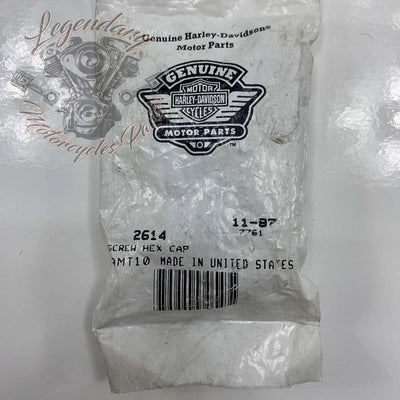 Legendary
Motorcycles Parts
Genuine Harley-Davidson®
Motor Parts
GENUINE
MOTOR
HARLEY-DAVIDSON
CYCLES
MOTOR PARTS
TM
2614 11-87
7761
SCREW HEX CAP
AMT10 MADE IN UNITED STATES